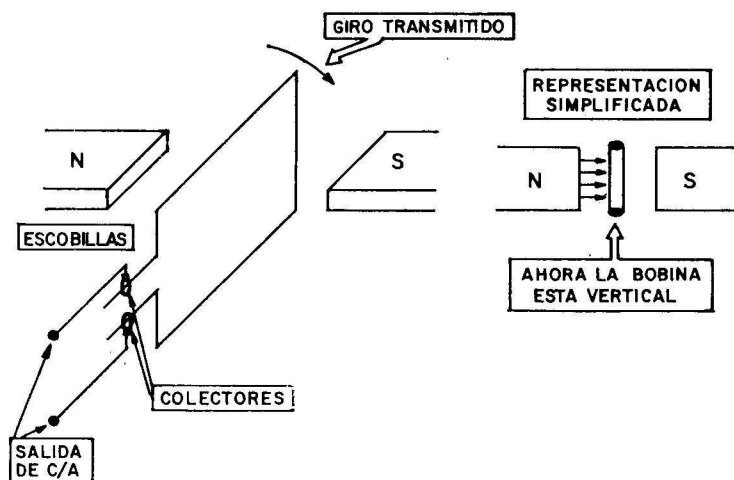 GIRO TRANSMITIDO
REPRESENTACION
SIMPLIFICADA
N
S
N
S
ESCOBILLAS
AHORA LA BOBINA
ESTA VERTICAL
COLECTORES
SALIDA
DE C/A